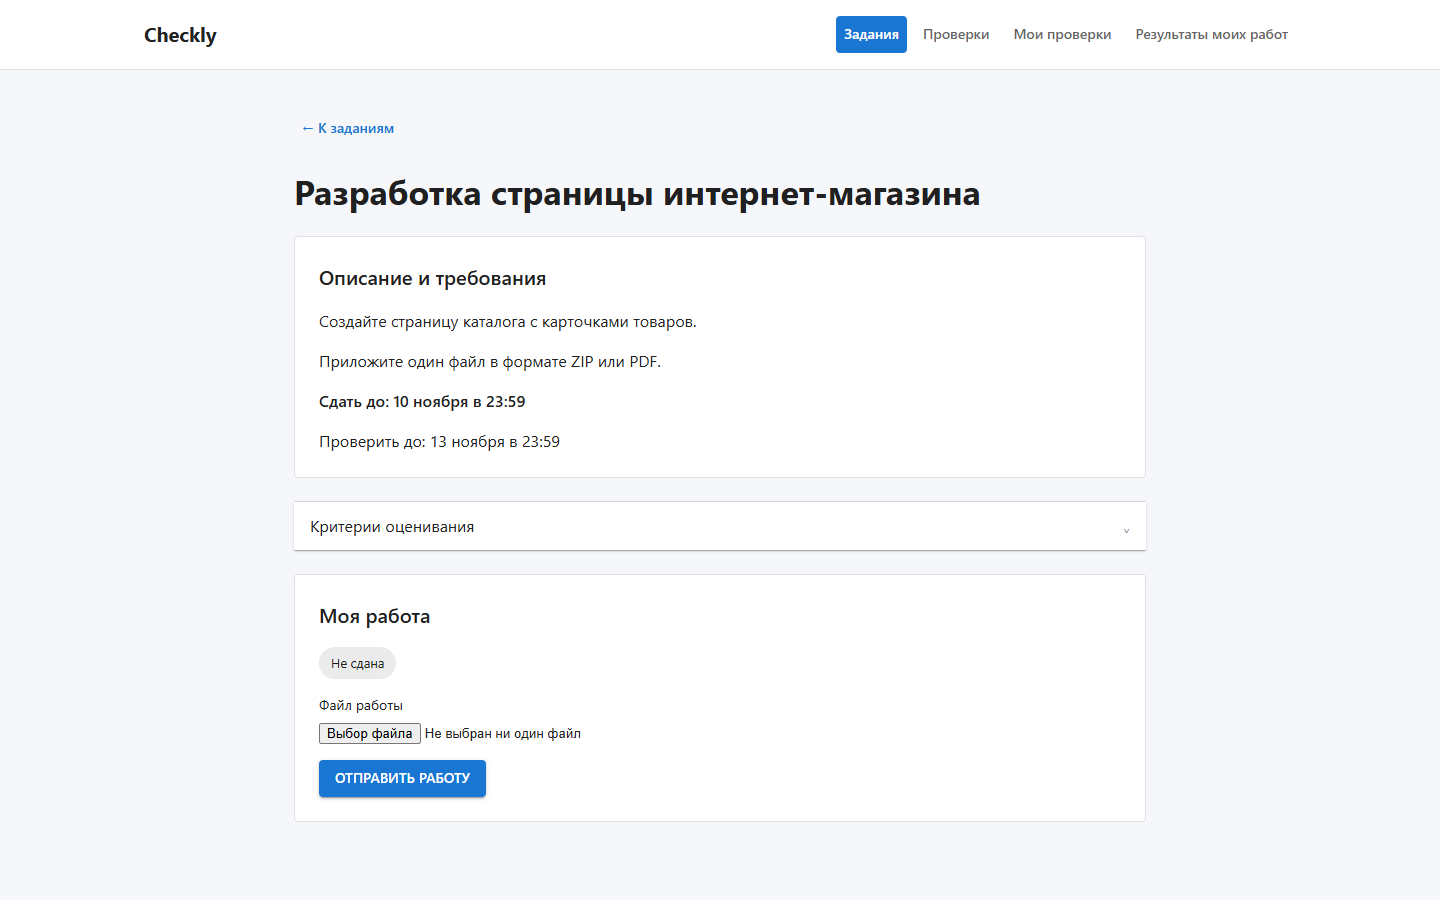 Checkly
Задания
Проверки
Мои проверки
Результаты моих работ
← К заданиям
Разработка страницы интернет-магазина
Описание и требования
Создайте страницу каталога с карточками товаров.
Приложите один файл в формате ZIP или PDF.
Сдать до: 10 ноября в 23:59
Проверить до: 13 ноября в 23:59
Критерии оценивания
Моя работа
Не сдана
Файл работы
Выбор файла Не выбран ни один файл
ОТПРАВИТЬ РАБОТУ